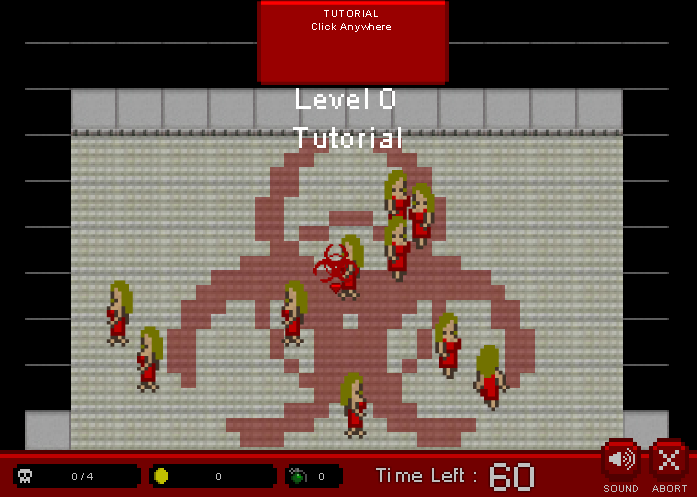 TUTORIAL
Click Anywhere
Level 0
Tutorial
0/4
0
0
Time Left : 60
SOUND
ABORT